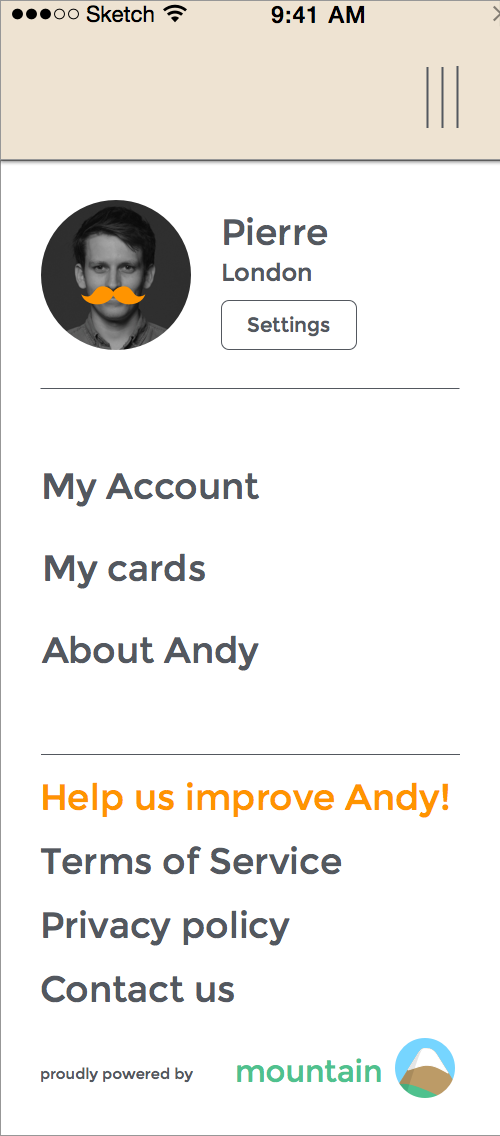 Sketch 9:41 AM
Pierre
London
Settings
My Account
My cards
About Andy
Help us improve Andy!
Terms of Service
Privacy policy
Contact us
proudly powered by mountain